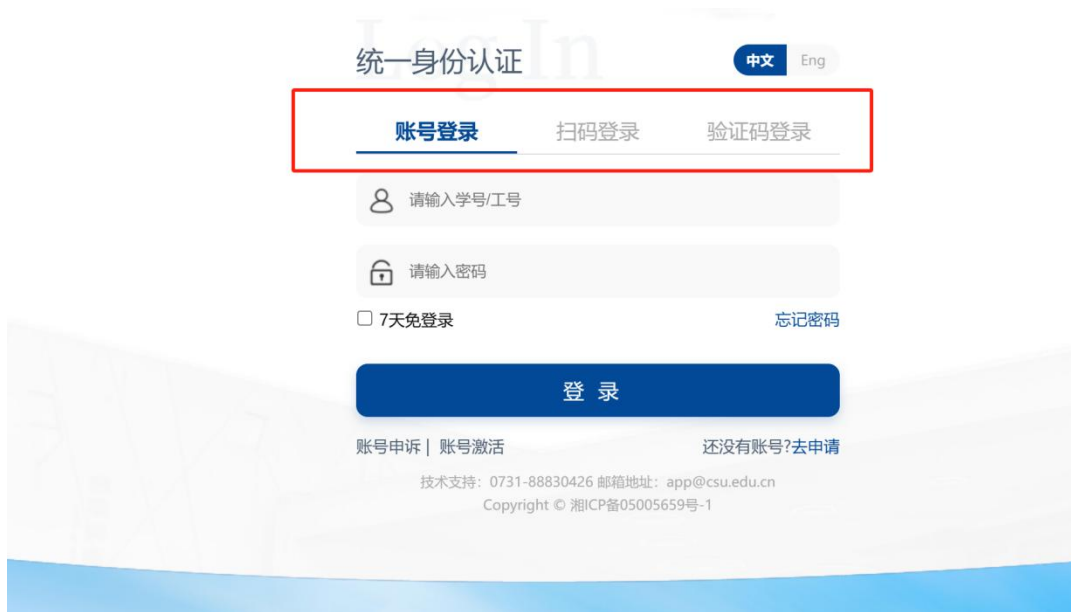 Log In
统一身份认证 中文 Eng
账号登录 扫码登录 验证码登录
请输入学号/工号
请输入密码
7天免登录 忘记密码
登 录
账号申诉 | 账号激活 还没有账号?去申请
技术支持：0731-88830426 邮箱地址：app@csu.edu.cn
Copyright © 湘ICP备05005659号-1